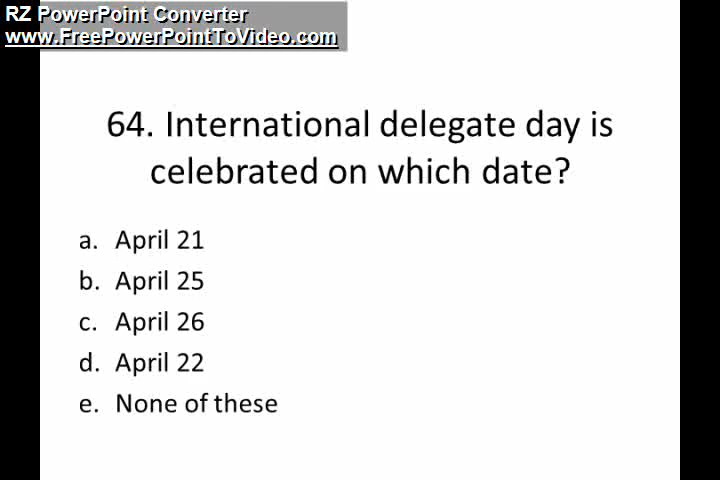 RZ PowerPoint Converter
www.FreePowerPointToVideo.com
64. International delegate day is
celebrated on which date?
a. April 21
b. April 25
c. April 26
d. April 22
e. None of these